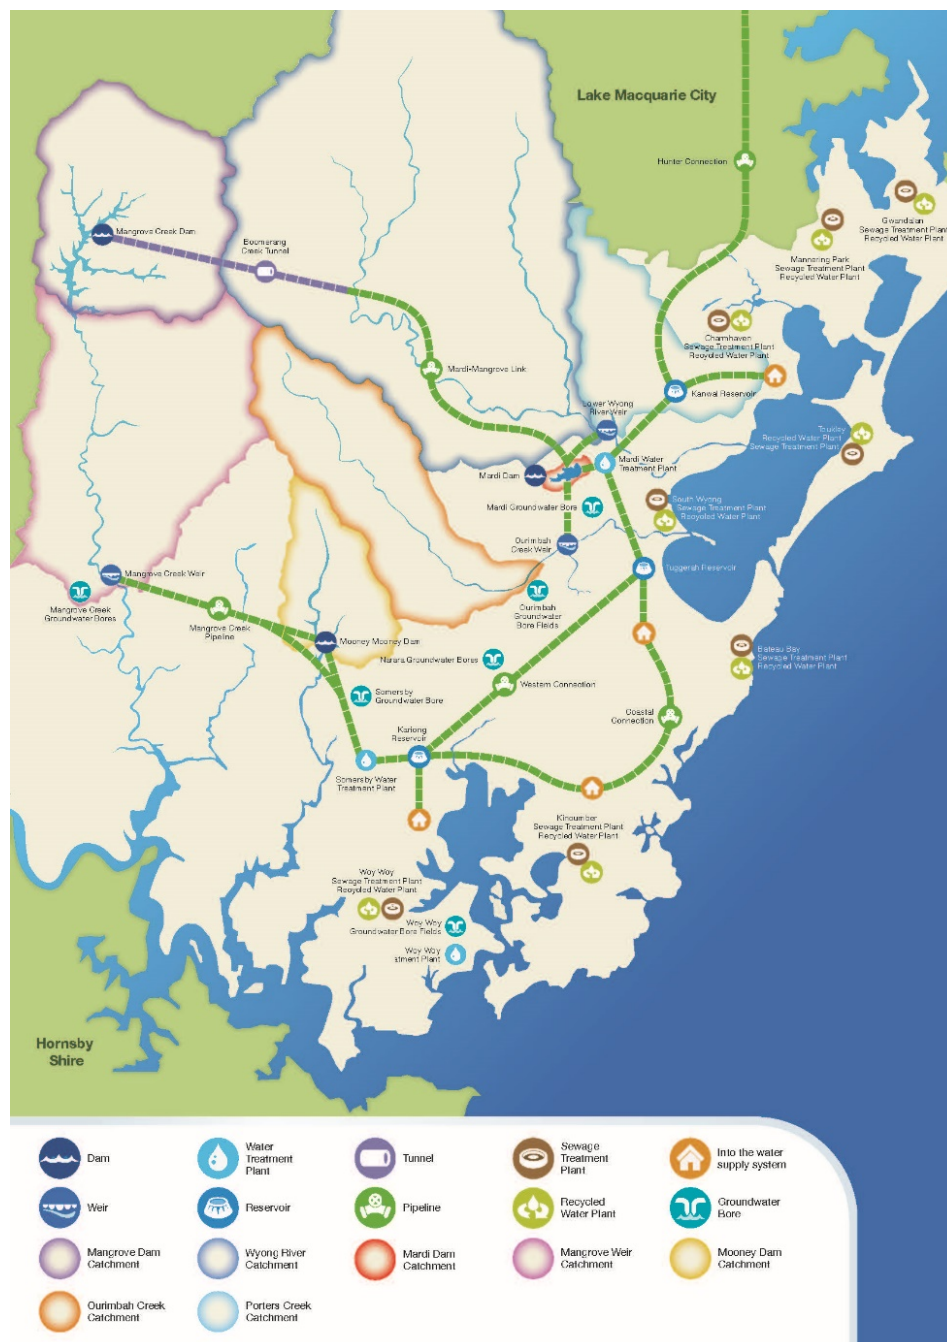 Lake Macquarie City
Hunter Connection
Gwandalan
Sewage Treatment Plant
Recycled Water Plant
Mannering Park
Sewage Treatment Plant
Recycled Water Plant
Mangrove Creek Dam
Boomerang
Creek Tunnel
Charmhaven
Sewage Treatment Plant
Recycled Water Plant
Mardi-Mangrove Link
Kanwal Reservoir
Lower Wyong
River Weir
Toukley
Recycled Water Plant
Sewage Treatment Plant
Mardi Water
Treatment Plant
Mardi Dam
Mardi Groundwater Bore
South Wyong
Sewage Treatment Plant
Recycled Water Plant
Ourimbah
Creek Weir
Tuggerah Reservoir
Mangrove Creek Weir
Mangrove Creek
Groundwater Bores
Mangrove Creek
Pipeline
Ourimbah
Groundwater
Bore Fields
Mooney Mooney Dam
Narara Groundwater Bores
Bateau Bay
Sewage Treatment Plant
Recycled Water Plant
Western Connection
Somersby
Groundwater Bore
Coastal
Connection
Kariong
Reservoir
Somersby Water
Treatment Plant
Kincumber
Sewage Treatment Plant
Recycled Water Plant
Woy Woy
Sewage Treatment Plant
Recycled Water Plant
Woy Woy
Groundwater Bore Fields
Woy Woy
atment Plant
Hornsby
Shire
Dam
Water
Treatment
Plant
Tunnel
Sewage
Treatment
Plant
Into the water
supply system
Weir
Reservoir
Pipeline
Recycled
Water Plant
Groundwater
Bore
Mangrove Dam
Catchment
Wyong River
Catchment
Mardi Dam
Catchment
Mangrove Weir
Catchment
Mooney Dam
Catchment
Ourimbah Creek
Catchment
Porters Creek
Catchment